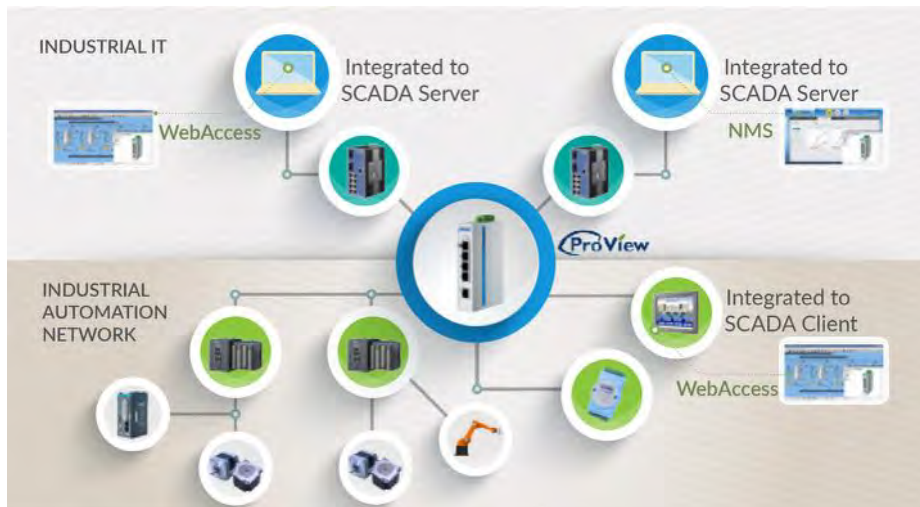 INDUSTRIAL IT
Integrated to
SCADA Server
WebAccess
Integrated to
SCADA Server
NMS
ProView
INDUSTRIAL
AUTOMATION
NETWORK
Integrated to
SCADA Client
WebAccess